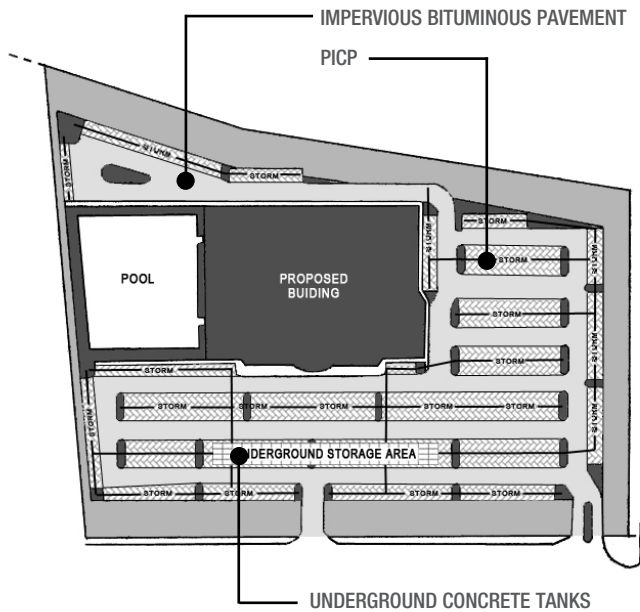 IMPERVIOUS BITUMINOUS PAVEMENT
PICP
STORM
STORM
STORM
STORM
STORM
STORM
STORM
POOL
PROPOSED
BUIDING
STORM
STORM
STORM
STORM
STORM
STORM STORM STORM STORM
UNDERGROUND STORAGE AREA
STORM STORM STORM STORM
UNDERGROUND CONCRETE TANKS